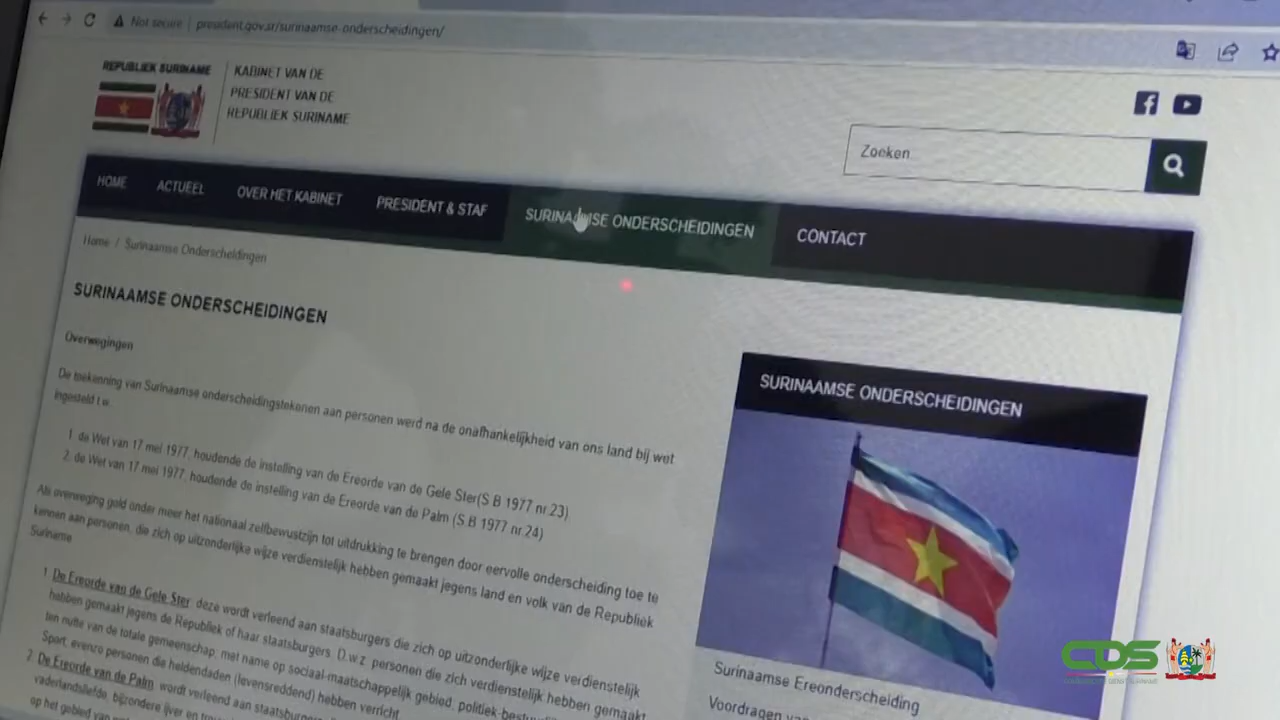 Not secure | president.gov.sr/surinaamse-onderscheidingen/
REPUBLIEK SURINAME
KABINET VAN DE
PRESIDENT VAN DE
REPUBLIEK SURINAME
Zoeken
HOME ACTUEEL OVER HET KABINET PRESIDENT & STAF SURINAAMSE ONDERSCHEIDINGEN CONTACT
Home / Surinaamse Onderscheidingen
SURINAAMSE ONDERSCHEIDINGEN
Overwegingen
De toekenning van Surinaamse onderscheidingstekenen aan personen werd na de onafhankelijkheid van ons land bij wet
ingesteld t.w.
1. de Wet van 17 mei 1977, houdende de instelling van de Ereorde van de Gele Ster(S.B 1977 nr.23)
2. de Wet van 17 mei 1977, houdende de instelling van de Ereorde van de Palm (S.B 1977 nr.24)
Als overweging gold onder meer het nationaal zelfbewustzijn tot uitdrukking te brengen door eervolle onderscheiding toe te
kennen aan personen, die zich op uitzonderlijke wijze verdienstelijk hebben gemaakt jegens land en volk van de Republiek
Suriname
1. De Ereorde van de Gele Ster, deze wordt verleend aan staatsburgers die zich op uitzonderlijke wijze verdienstelijk
hebben gemaakt jegens de Republiek of haar staatsburgers. D.w.z. personen die zich verdienstelijk hebben gemaakt
ten nutte van de totale gemeenschap, met name op sociaal-maatschappelijk gebied, politiek-
Sport, evenzo personen die heldendaden (levensreddend) hebben verricht.
2. De Ereorde van de Palm, wordt verleend aan staatsburgers
vaderlandsliefde, bijzondere ijver en
op het gebied van
SURINAAMSE ONDERSCHEIDINGEN
Surinaamse Ereonderscheiding
Voordragen
CDS